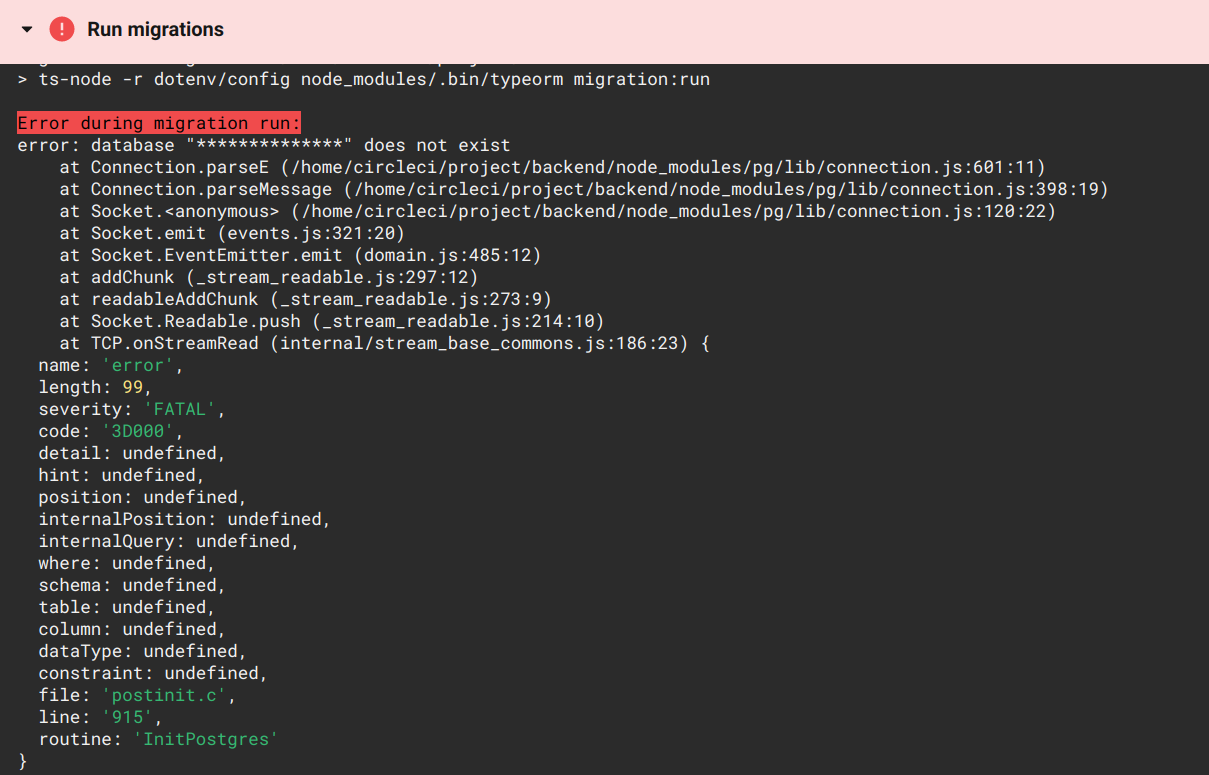 Run migrations
> ts-node -r dotenv/config node_modules/.bin/typeorm migration:run
Error during migration run:
error: database "**************" does not exist
    at Connection.parseE (/home/circleci/project/backend/node_modules/pg/lib/connection.js:601:11)
    at Connection.parseMessage (/home/circleci/project/backend/node_modules/pg/lib/connection.js:398:19)
    at Socket.<anonymous> (/home/circleci/project/backend/node_modules/pg/lib/connection.js:120:22)
    at Socket.emit (events.js:321:20)
    at Socket.EventEmitter.emit (domain.js:485:12)
    at addChunk (_stream_readable.js:297:12)
    at readableAddChunk (_stream_readable.js:273:9)
    at Socket.Readable.push (_stream_readable.js:214:10)
    at TCP.onStreamRead (internal/stream_base_commons.js:186:23) {
  name: 'error',
  length: 99,
  severity: 'FATAL',
  code: '3D000',
  detail: undefined,
  hint: undefined,
  position: undefined,
  internalPosition: undefined,
  internalQuery: undefined,
  where: undefined,
  schema: undefined,
  table: undefined,
  column: undefined,
  dataType: undefined,
  constraint: undefined,
  file: 'postinit.c',
  line: '915',
  routine: 'InitPostgres'
}